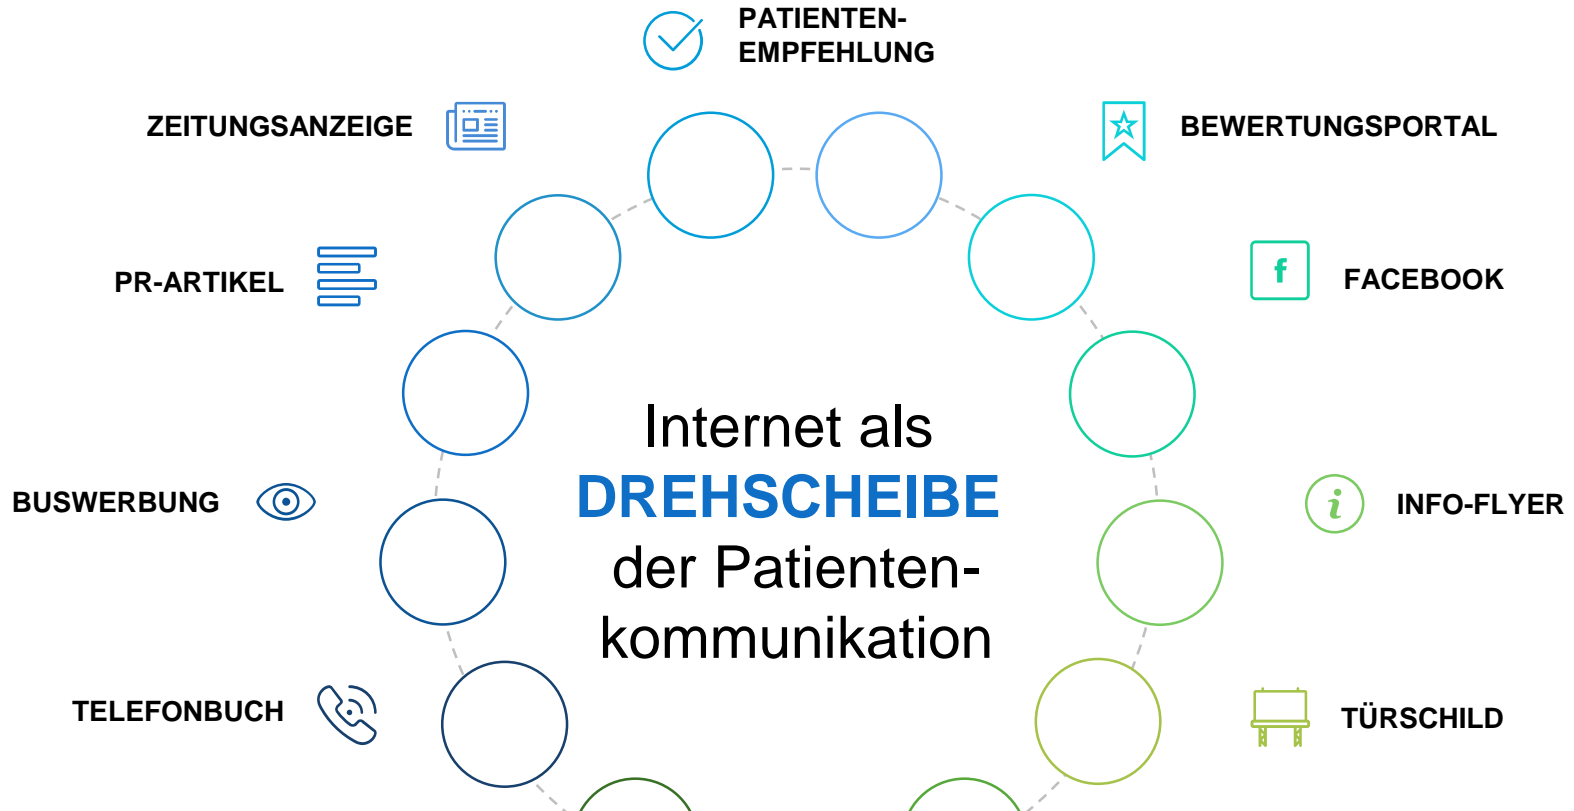 PATIENTEN-
EMPFEHLUNG
ZEITUNGSANZEIGE
BEWERTUNGSPORTAL
PR-ARTIKEL
f
FACEBOOK
Internet als
DREHSCHEIBE
der Patienten-
kommunikation
BUSWERBUNG
i
INFO-FLYER
TELEFONBUCH
TÜRSCHILD